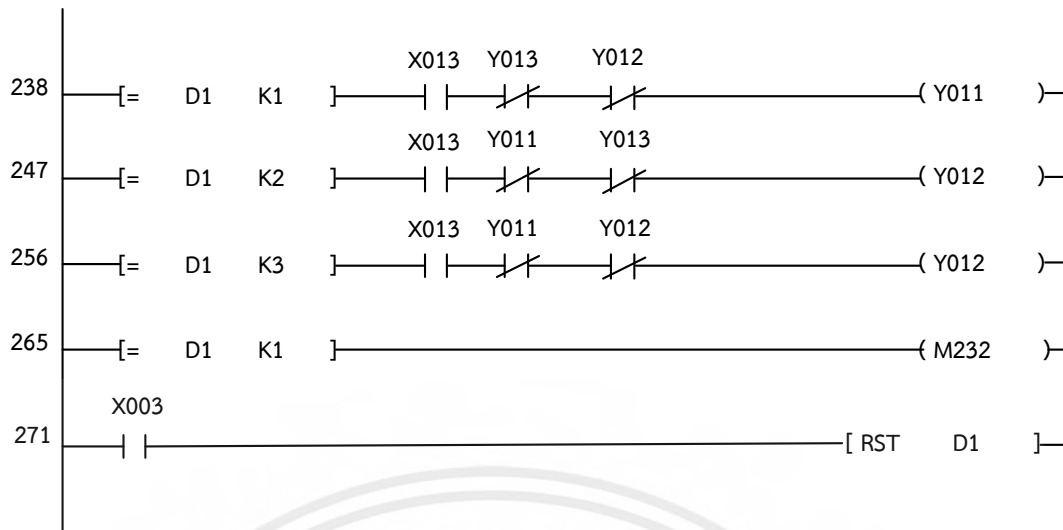 X013 Y013 Y012
238 [= D1 K1 ] ( Y011 )
X013 Y011 Y013
247 [= D1 K2 ] ( Y012 )
X013 Y011 Y012
256 [= D1 K3 ] ( Y012 )
265 [= D1 K1 ] ( M232 )
X003
271 [ RST D1 ]